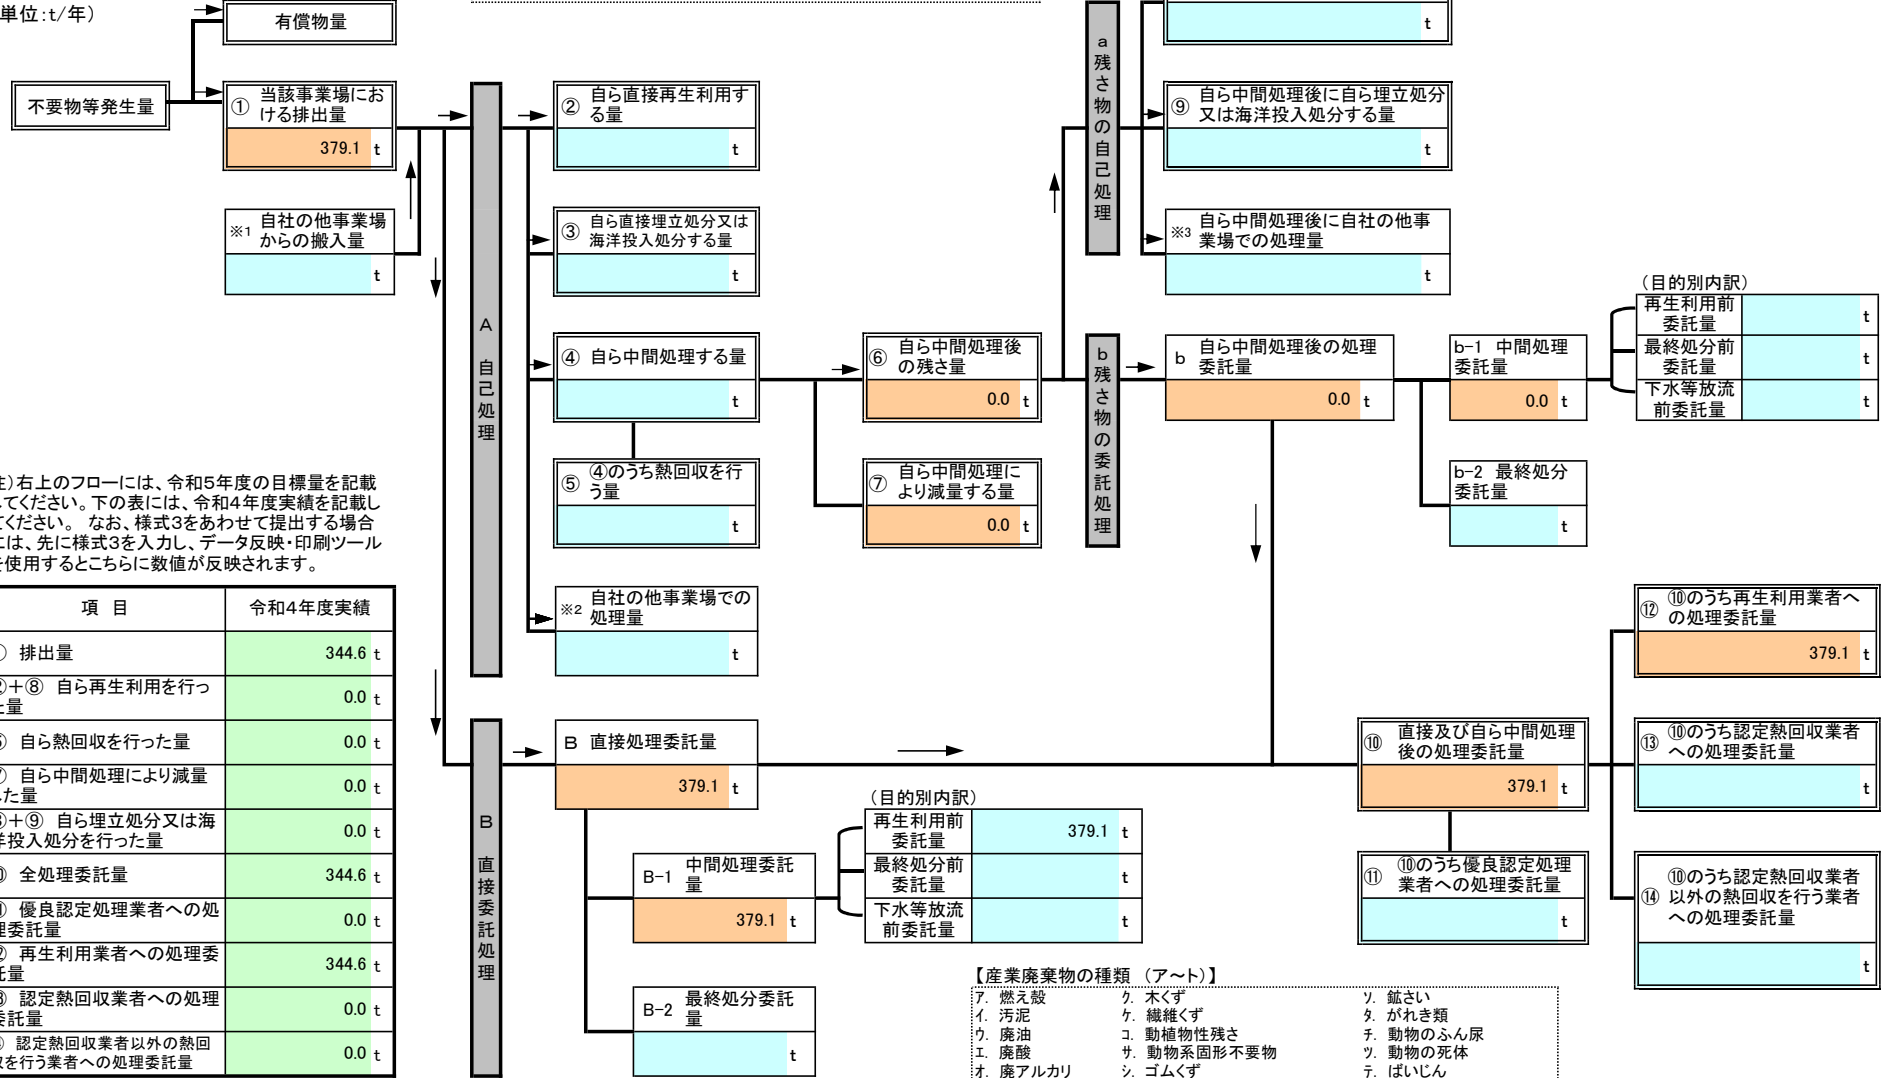 単位:t/年)
有償物量
t
不要物等発生量
① 当該事業場にお
ける排出量
379.1 t
② 自ら直接再生利用す
る量
t
a 残さ物の自己処理
⑨ 自ら中間処理後に自ら埋立処分
又は海洋投入処分する量
t
※1 自社の他事業場
からの搬入量
t
③ 自ら直接埋立処分又は
海洋投入処分する量
t
※3 自ら中間処理後に自社の他事
業場での処理量
t
A 自己処理
④ 自ら中間処理する量
t
⑥ 自ら中間処理後
の残さ量
0.0 t
b 残さ物の委託処理
b 自ら中間処理後の処理
委託量
0.0 t
b-1 中間処理
委託量
0.0 t
(目的別内訳)
再生利用前
委託量
t
最終処分前
委託量
t
下水等放流
前委託量
t
⑤ ④のうち熱回収を行
う量
t
⑦ 自ら中間処理に
より減量する量
0.0 t
b-2 最終処分
委託量
t
※2 自社の他事業場での
処理量
t
注)右上のフローには、令和5年度の目標量を記載
してください。下の表には、令和4年度実績を記載し
てください。 なお、様式3をあわせて提出する場合
には、先に様式3を入力し、データ反映・印刷ツール
を使用するとこちらに数値が反映されます。
項 目 令和4年度実績
排出量 344.6 t
②+⑧ 自ら再生利用を行っ
た量 0.0 t
自ら熱回収を行った量 0.0 t
自ら中間処理により減量
した量 0.0 t
③+⑨ 自ら埋立処分又は海
洋投入処分を行った量 0.0 t
全処理委託量 344.6 t
優良認定処理業者への処
理委託量 0.0 t
再生利用業者への処理委
託量 344.6 t
認定熱回収業者への処理
委託量 0.0 t
認定熱回収業者以外の熱回
収を行う業者への処理委託量 0.0 t
B 直接委託処理
B 直接処理委託量
379.1 t
B-1 中間処理委託
量
379.1 t
(目的別内訳)
再生利用前
委託量
379.1 t
最終処分前
委託量
t
下水等放流
前委託量
t
B-2 最終処分委託
量
t
⑩ 直接及び自ら中間処理
後の処理委託量
379.1 t
⑪ ⑩のうち優良認定処理
業者への処理委託量
t
⑫ ⑩のうち再生利用業者へ
の処理委託量
379.1 t
⑬ ⑩のうち認定熱回収業者
への処理委託量
t
⑭ ⑩のうち認定熱回収業者
以外の熱回収を行う業者
への処理委託量
t
【産業廃棄物の種類 (ア~ト)】
ア. 燃え殻 ク. 木くず ソ. 鉱さい
イ. 汚泥 ケ. 繊維くず タ. がれき類
ウ. 廃油 コ. 動植物性残さ チ. 動物のふん尿
エ. 廃酸 サ. 動物系固形不要物 ツ. 動物の死体
オ. 廃アルカリ シ. ゴムくず テ. ばいじん